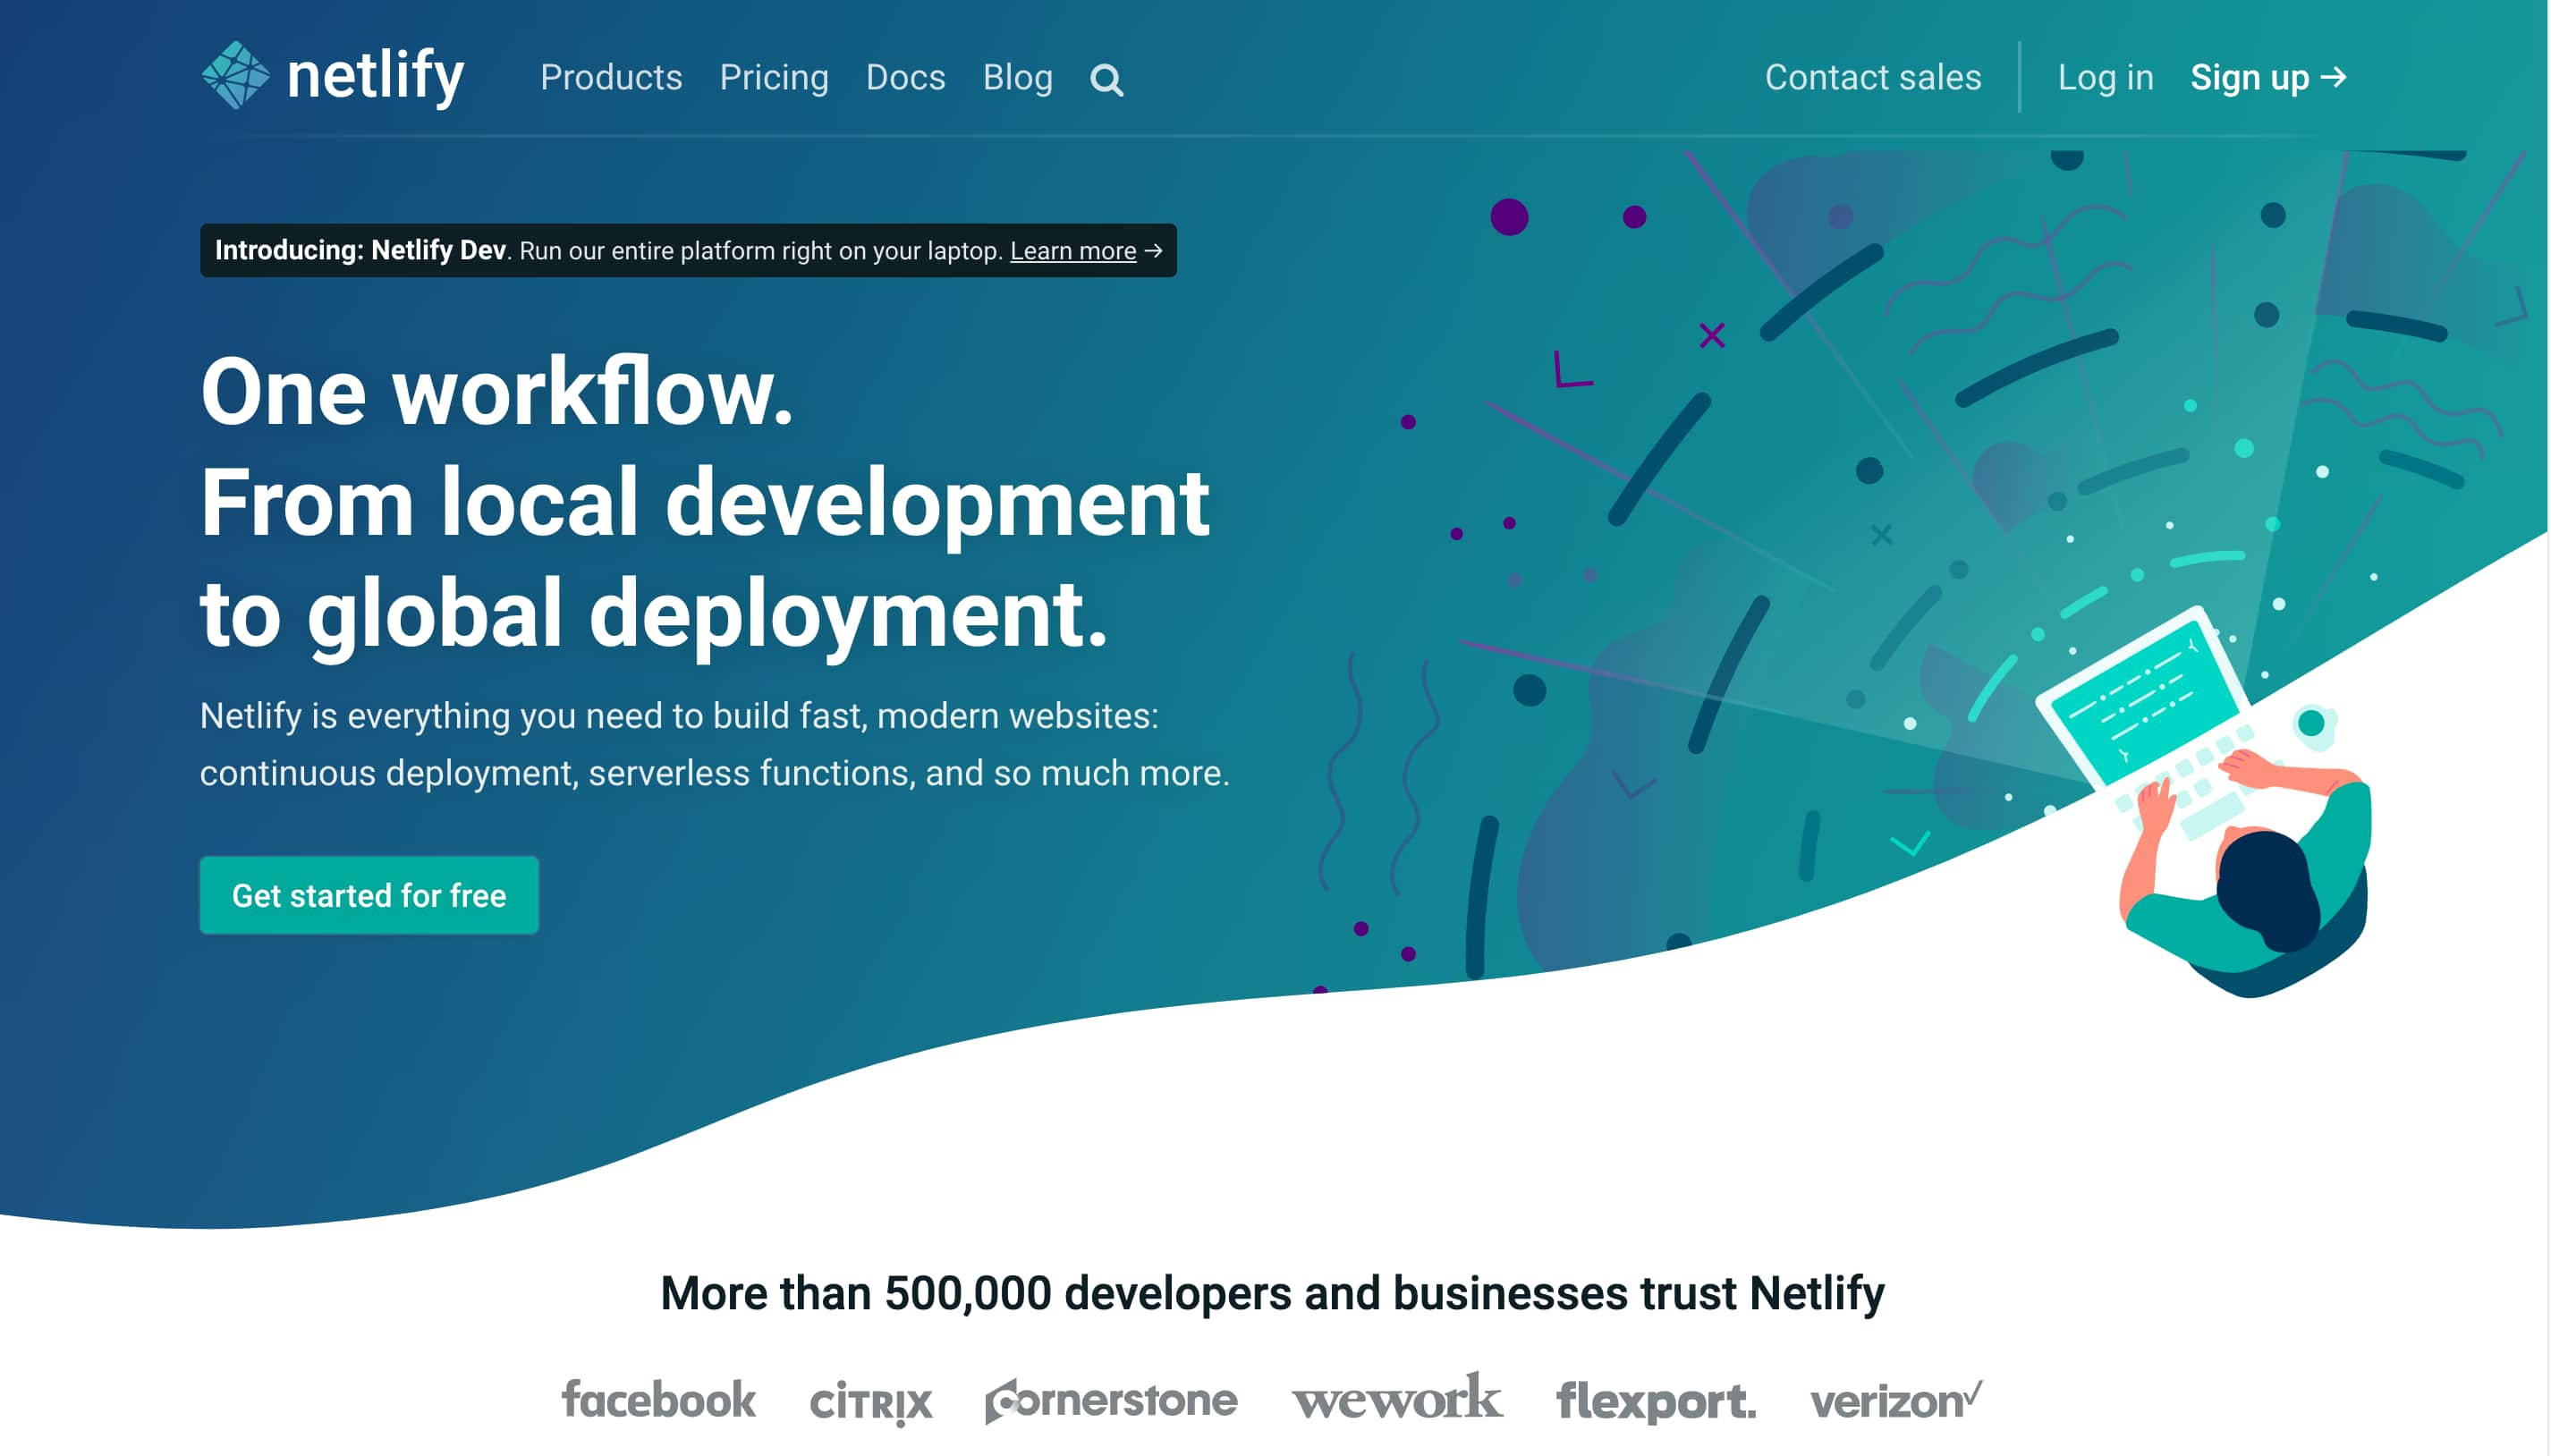 netlify
Products
Pricing
Docs
Blog
Contact sales
Log in
Sign up →
Introducing: Netlify Dev. Run our entire platform right on your laptop. Learn more →
One workflow.
From local development
to global deployment.
Netlify is everything you need to build fast, modern websites:
continuous deployment, serverless functions, and so much more.
Get started for free
More than 500,000 developers and businesses trust Netlify
facebook
CiTRIX
Cornerstone
wework
flexport.
verizon✓